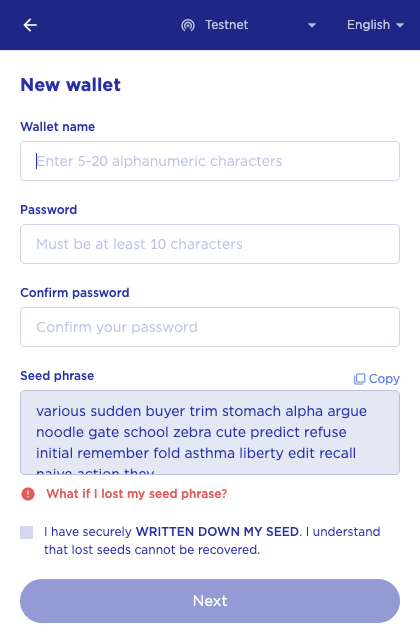 Testnet
English
New wallet
Wallet name
Enter 5-20 alphanumeric characters
Password
Must be at least 10 characters
Confirm password
Confirm your password
Seed phrase
Copy
various sudden buyer trim stomach alpha argue
noodle gate school zebra cute predict refuse
initial remember fold asthma liberty edit recall
naive action they
What if I lost my seed phrase?
I have securely WRITTEN DOWN MY SEED. I understand
that lost seeds cannot be recovered.
Next